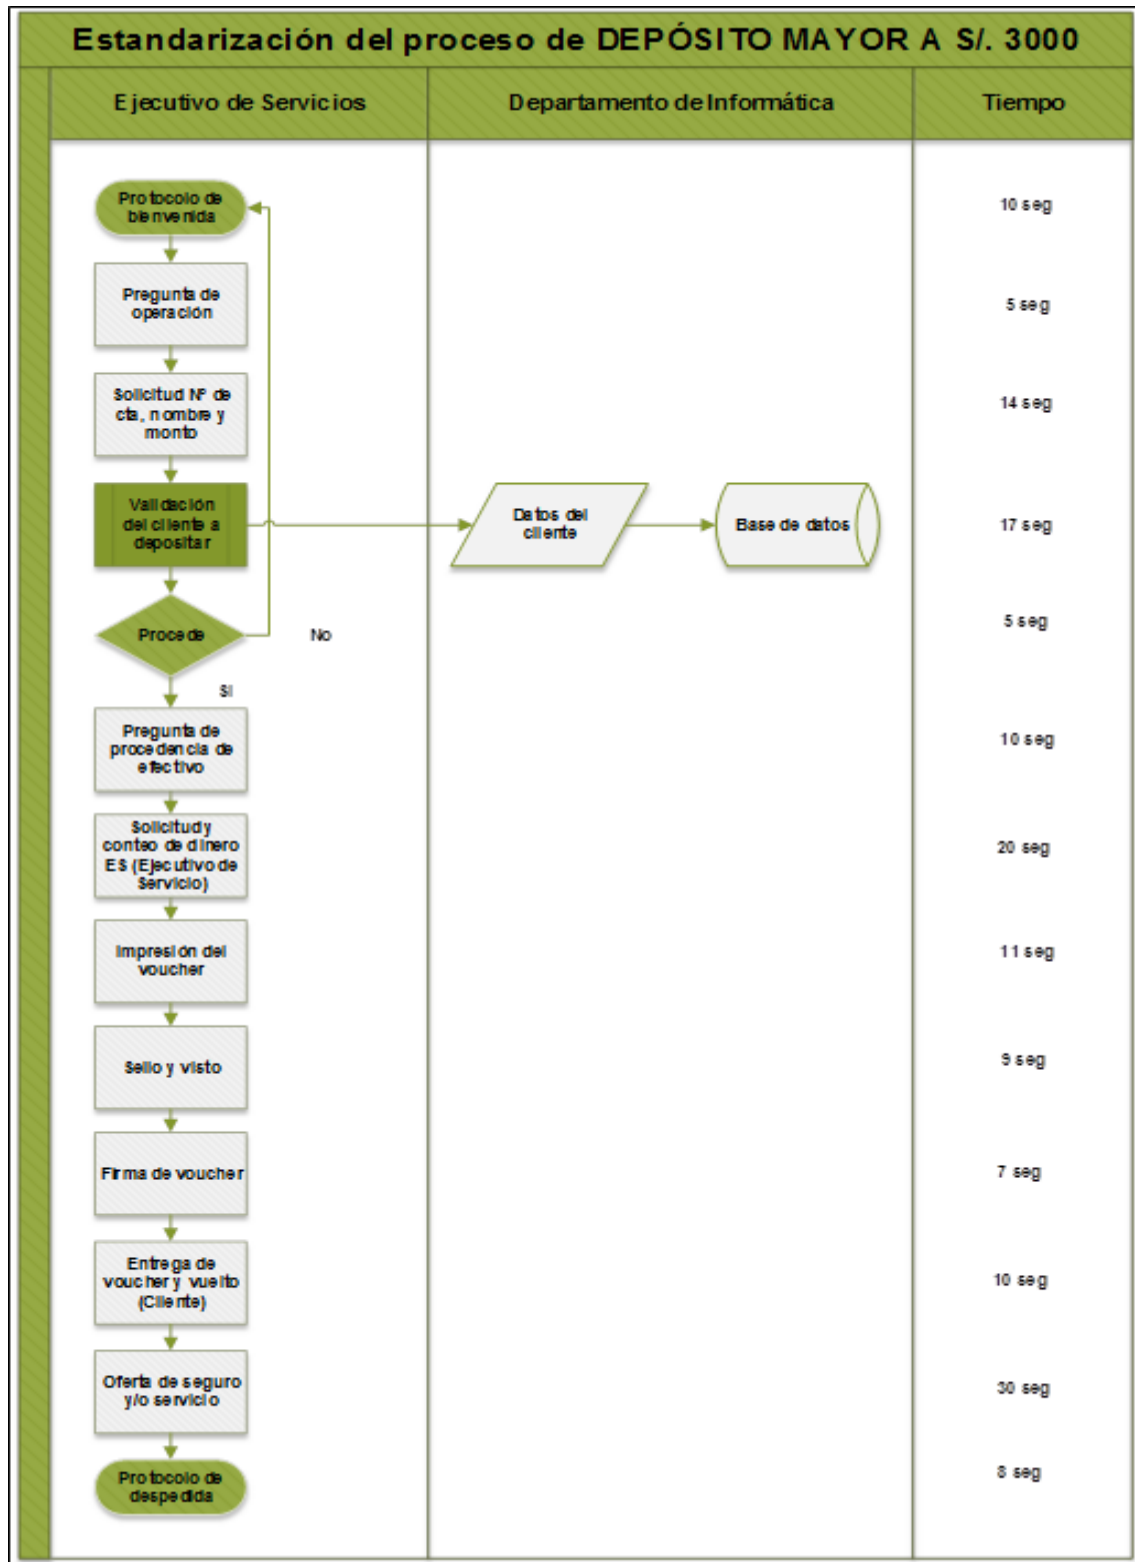 Estandarización del proceso de DEPÓSITO MAYOR A S/. 3000
Ejecutivo de Servicios
Departamento de Informática
Tiempo
Protocolo de
bienvenida
10 seg
Pregunta de
operación
5 seg
Solicitud Nº de
cta, nombre y
monto
14 seg
Validación
del cliente a
depositar
Datos del
cliente
Base de datos
17 seg
Procede
No
5 seg
SI
Pregunta de
procedencia de
efectivo
10 seg
Solicitud y
conteo de dinero
ES (Ejecutivo de
Servicio)
20 seg
Impresión del
voucher
11 seg
Sello y visto
9 seg
Firma de voucher
7 seg
Entrega de
voucher y vuelto
(Cliente)
10 seg
Oferta de seguro
y/o servicio
30 seg
Protocolo de
despedida
8 seg